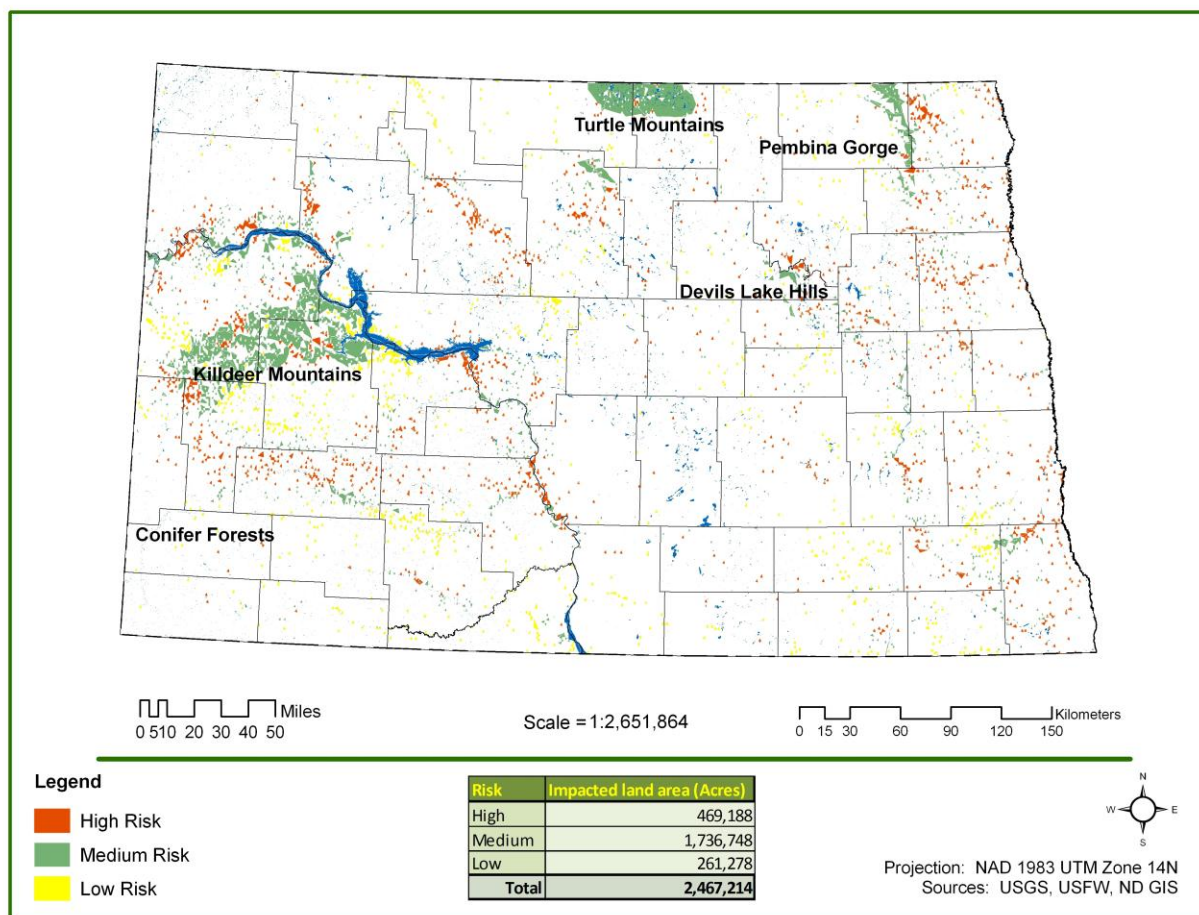 Turtle Mountains
Pembina Gorge
Devils Lake Hills
Killdeer Mountains
Conifer Forests
Miles
0 5 10 20 30 40 50
Scale = 1:2,651,864
Kilometers
0 15 30 60 90 120 150
Legend
High Risk
Medium Risk
Low Risk
Risk Impacted land area (Acres)
High 469,188
Medium 1,736,748
Low 261,278
Total 2,467,214
N
W E
S
Projection: NAD 1983 UTM Zone 14N
Sources: USGS, USFW, ND GIS